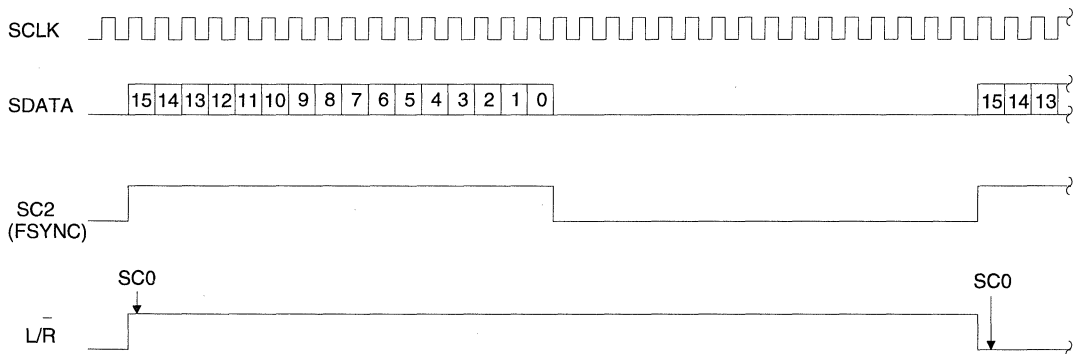 SCLK
SDATA
15 14 13 12 11 10 9 8 7 6 5 4 3 2 1 0
15 14 13
SC2
(FSYNC)
SC0
SC0
L/R̅